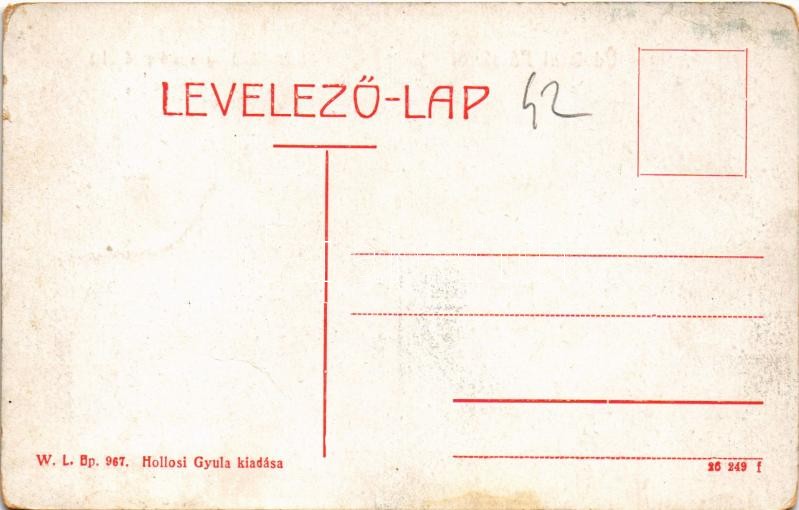 LEVELEZŐ-LAP 42
W. L. Bp. 967. Hollosi Gyula kiadása
26 249 f